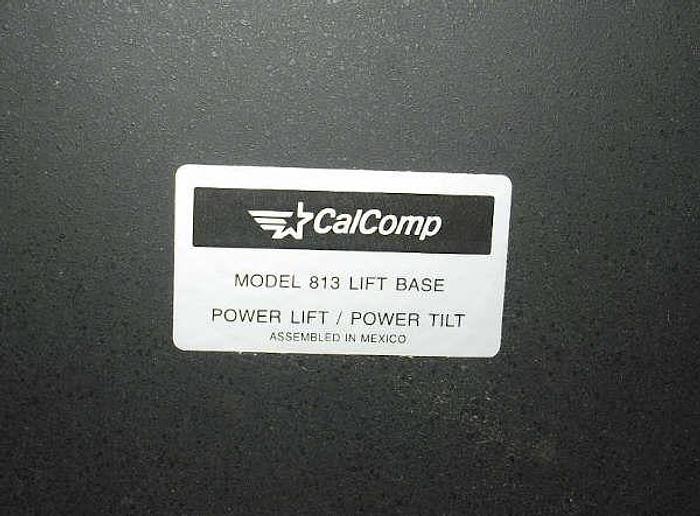 CalComp
MODEL 813 LIFT BASE
POWER LIFT / POWER TILT
ASSEMBLED IN MEXICO